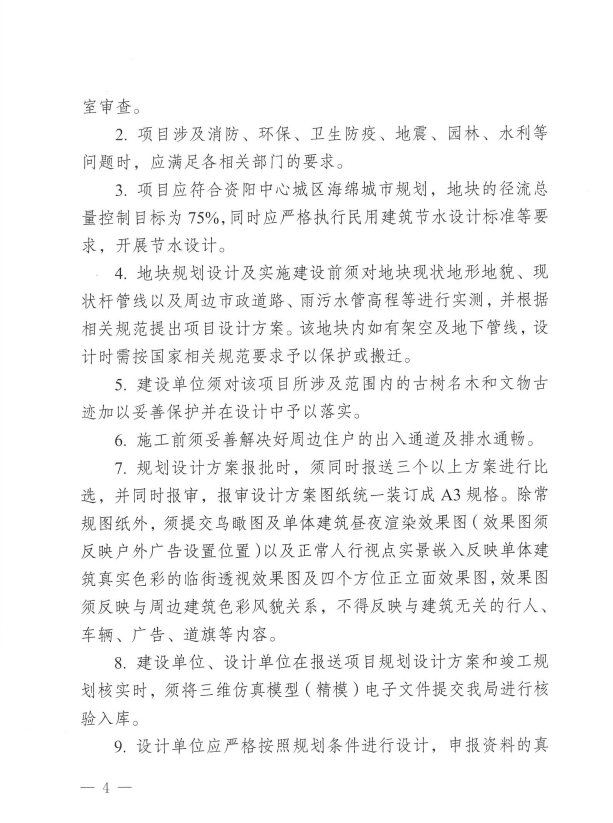 室审查。
2. 项目涉及消防、环保、卫生防疫、地震、园林、水利等
问题时，应满足各相关部门的要求。
3. 项目应符合资阳中心城区海绵城市规划，地块的径流总
量控制目标为 75%,同时应严格执行民用建筑节水设计标准等要
求，开展节水设计。
4. 地块规划设计及实施建设前须对地块现状地形地貌、现
状杆管线以及周边市政道路、雨污水管高程等进行实测，并根据
相关规范提出项目设计方案。该地块内如有架空及地下管线，设
计时需按国家相关规范要求予以保护或搬迁。
5. 建设单位须对该项目所涉及范围内的古树名木和文物古
迹加以妥善保护并在设计中予以落实。
6. 施工前须妥善解决好周边住户的出入通道及排水通畅。
7. 规划设计方案报批时，须同时报送三个以上方案进行比
选，并同时报审，报审设计方案图纸统一装订成 A3 规格。除常
规图纸外，须提交鸟瞰图及单体建筑昼夜渲染效果图（效果图须
反映户外广告设置位置）以及正常人行视点实景嵌入反映单体建
筑真实色彩的临街透视效果图及四个方位正立面效果图，效果图
须反映与周边建筑色彩风貌关系，不得反映与建筑无关的行人、
车辆、广告、道旗等内容。
8. 建设单位、设计单位在报送项目规划设计方案和竣工规
划核实时，须将三维仿真模型（精模）电子文件提交我局进行核
验入库。
9. 设计单位应严格按照规划条件进行设计，申报资料的真
— 4 —